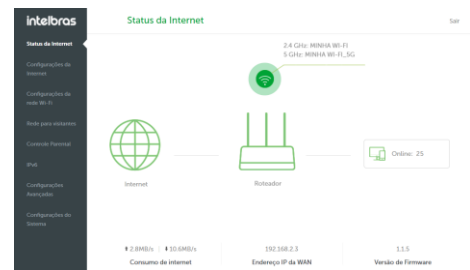 intelbras
Status da Internet
Sair
Status da Internet
Configurações da
Internet
Configurações da
rede Wi-Fi
Rede para visitantes
Controle Parental
IPv6
Configurações
Avançadas
Configurações do
Sistema
2.4 GHz: MINHA WI-FI
5 GHz: MINHA WI-FI_5G
Internet
Roteador
Online: 25
2.8MB/s
10.6MB/s
Consumo de internet
192.168.2.3
Endereço IP da WAN
1.1.5
Versão de Firmware